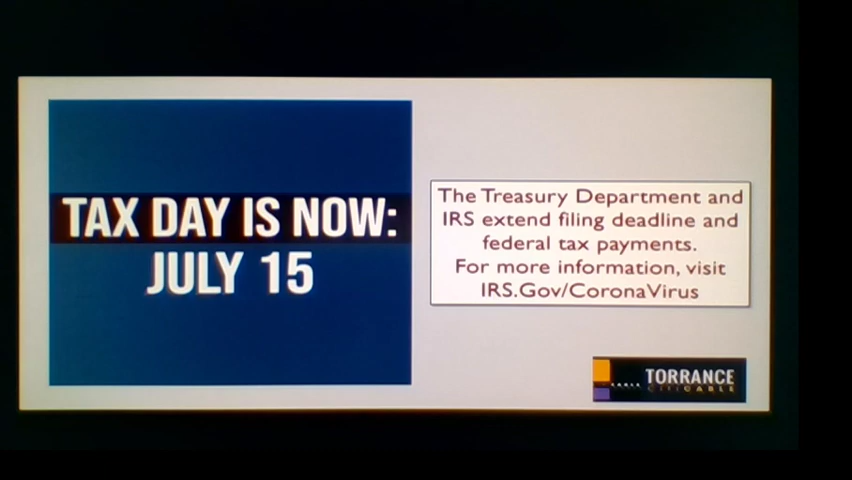 TAX DAY IS NOW:
JULY 15
The Treasury Department and
IRS extend filing deadline and
federal tax payments.
For more information, visit
IRS.Gov/CoronaVirus
TORRANCE
CITICABLE